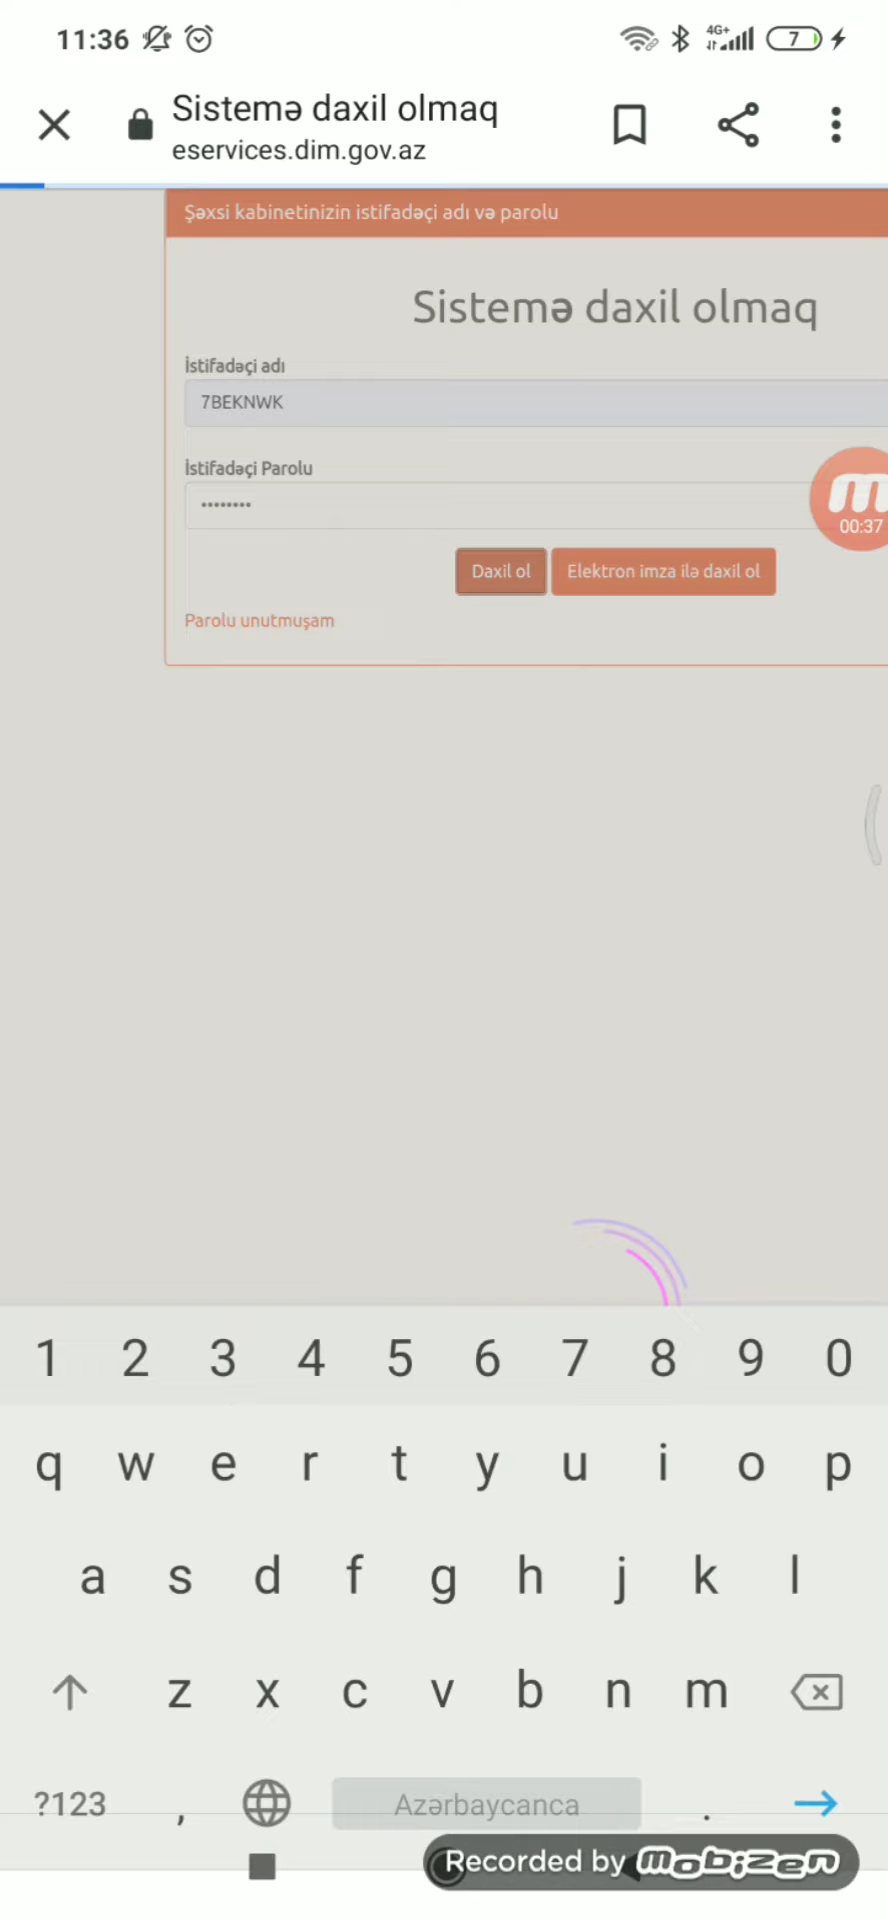 11:36
4G+
7
Sistemə daxil olmaq
eservices.dim.gov.az
Şəxsi kabinetinizin istifadəçi adı və parolu
Sistemə daxil olmaq
İstifadəçi adı
7BEKNWK
İstifadəçi Parolu
••••••••
m
00:37
Daxil ol
Elektron imza ilə daxil ol
Parolu unutmuşam
1 2 3 4 5 6 7 8 9 0
q w e r t y u i o p
a s d f g h j k l
z x c v b n m
?123 , Azərbaycanca .
Recorded by mobizen